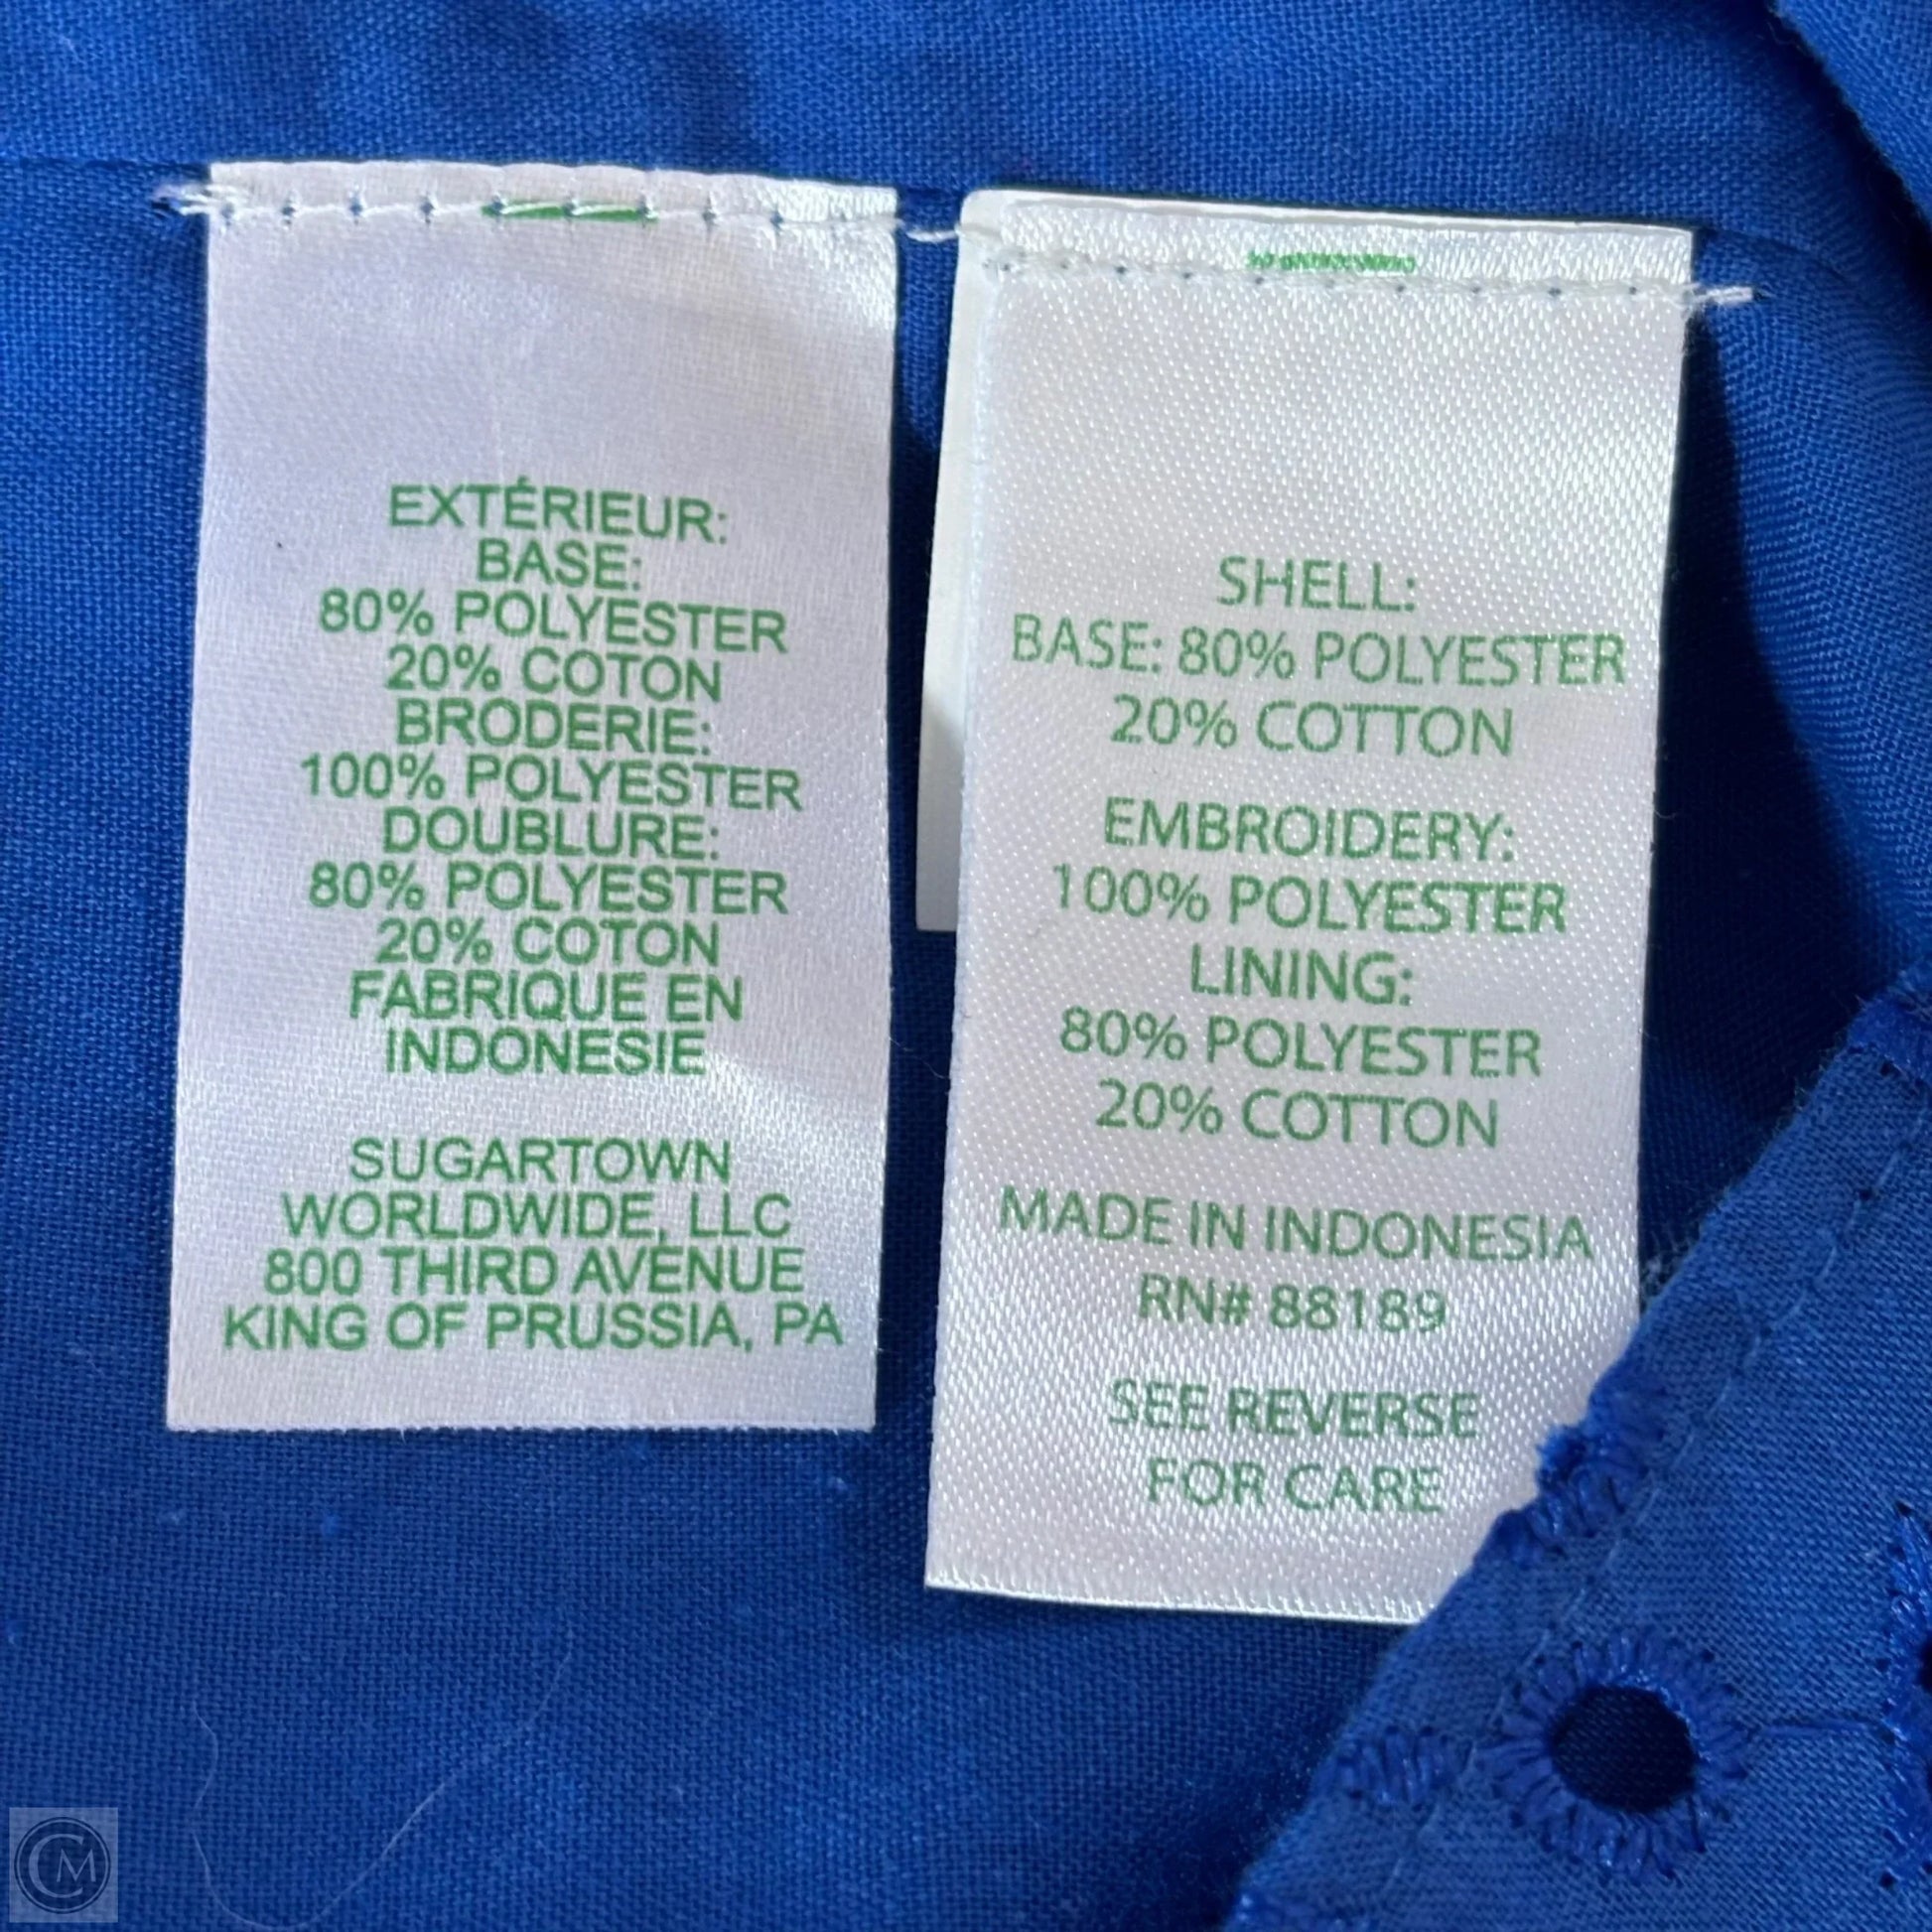 EXTÉRIEUR:
BASE:
80% POLYESTER
20% COTON
BRODERIE:
100% POLYESTER
DOUBLURE:
80% POLYESTER
20% COTON
FABRIQUE EN
INDONESIE
SUGARTOWN
WORLDWIDE, LLC
800 THIRD AVENUE
KING OF PRUSSIA, PA
SHELL:
BASE: 80% POLYESTER
20% COTTON
EMBROIDERY:
100% POLYESTER
LINING:
80% POLYESTER
20% COTTON
MADE IN INDONESIA
RN# 88189
SEE REVERSE
FOR CARE
CM